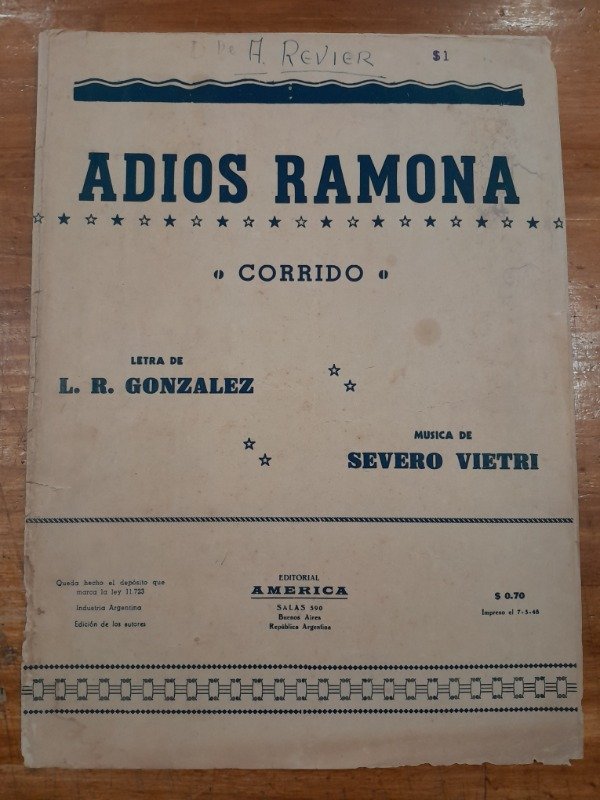 De A. REVIER
$1
ADIOS RAMONA
CORRIDO
LETRA DE
L. R. GONZALEZ
MUSICA DE
SEVERO VIETRI
Queda hecho el depósito que
marca la ley 11.723
Industria Argentina
Edición de los autores
EDITORIAL
AMERICA
SALAS 500
Buenos Aires
República Argentina
$ 0.70
Impreso el 7-5-48